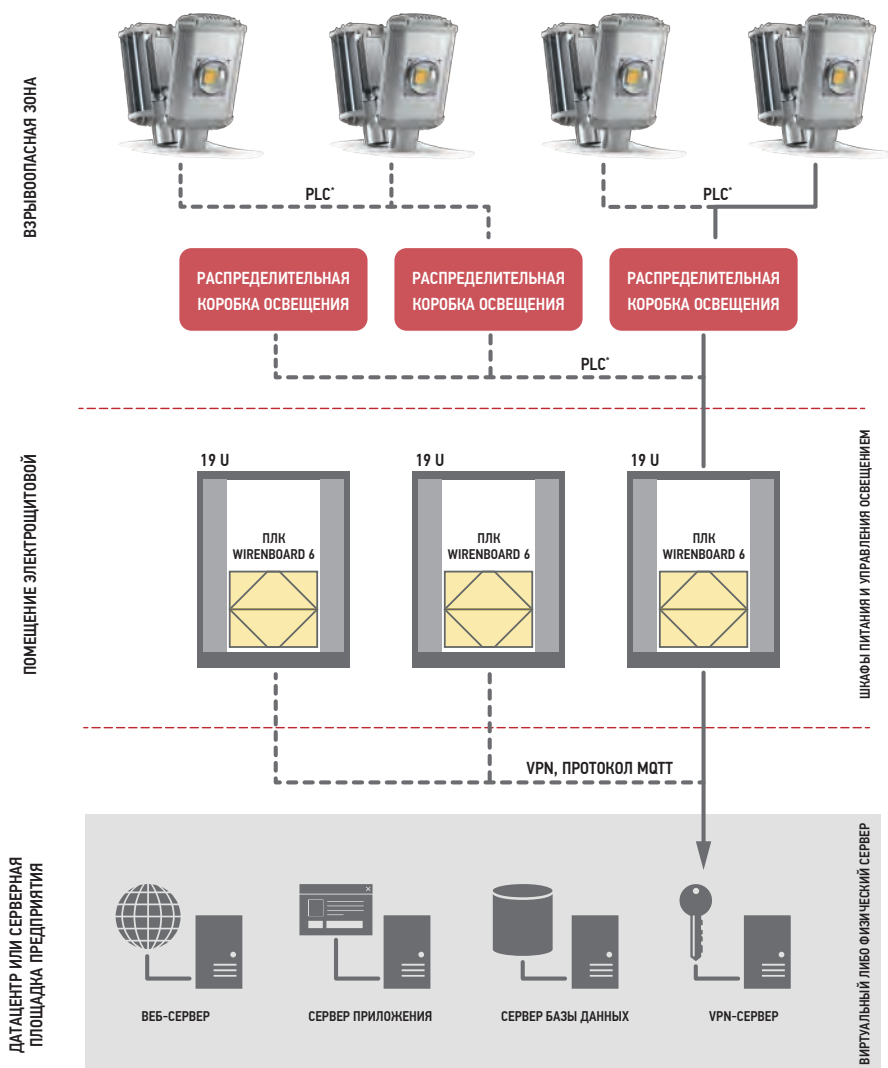 ВЗРЫВООПАСНАЯ ЗОНА
PLC*
PLC*
РАСПРЕДЕЛИТЕЛЬНАЯ
КОРОБКА ОСВЕЩЕНИЯ
РАСПРЕДЕЛИТЕЛЬНАЯ
КОРОБКА ОСВЕЩЕНИЯ
РАСПРЕДЕЛИТЕЛЬНАЯ
КОРОБКА ОСВЕЩЕНИЯ
PLC*
ПОМЕЩЕНИЕ ЭЛЕКТРОЩИТОВОЙ
19 U
19 U
19 U
ПЛК
WIRENBOARD 6
ПЛК
WIRENBOARD 6
ПЛК
WIRENBOARD 6
ШКАФЫ ПИТАНИЯ И УПРАВЛЕНИЯ ОСВЕЩЕНИЕМ
VPN, ПРОТОКОЛ MQTT
ДАТАЦЕНТР ИЛИ СЕРВЕРНАЯ
ПЛОЩАДКА ПРЕДПРИЯТИЯ
ВЕБ-СЕРВЕР
СЕРВЕР ПРИЛОЖЕНИЯ
СЕРВЕР БАЗЫ ДАННЫХ
VPN-СЕРВЕР
ВИРТУАЛЬНЫЙ ЛИБО ФИЗИЧЕСКИЙ СЕРВЕР